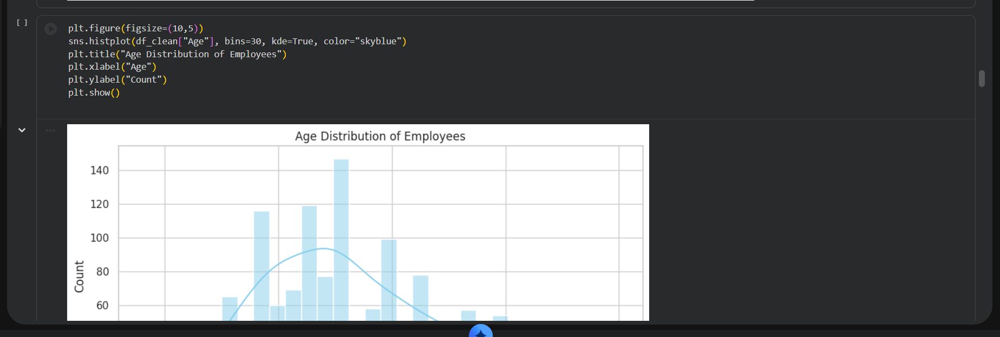 [ ]
plt.figure(figsize=(10,5))
sns.histplot(df_clean["Age"], bins=30, kde=True, color="skyblue")
plt.title("Age Distribution of Employees")
plt.xlabel("Age")
plt.ylabel("Count")
plt.show()
Age Distribution of Employees
140
120
100
80
60
Count